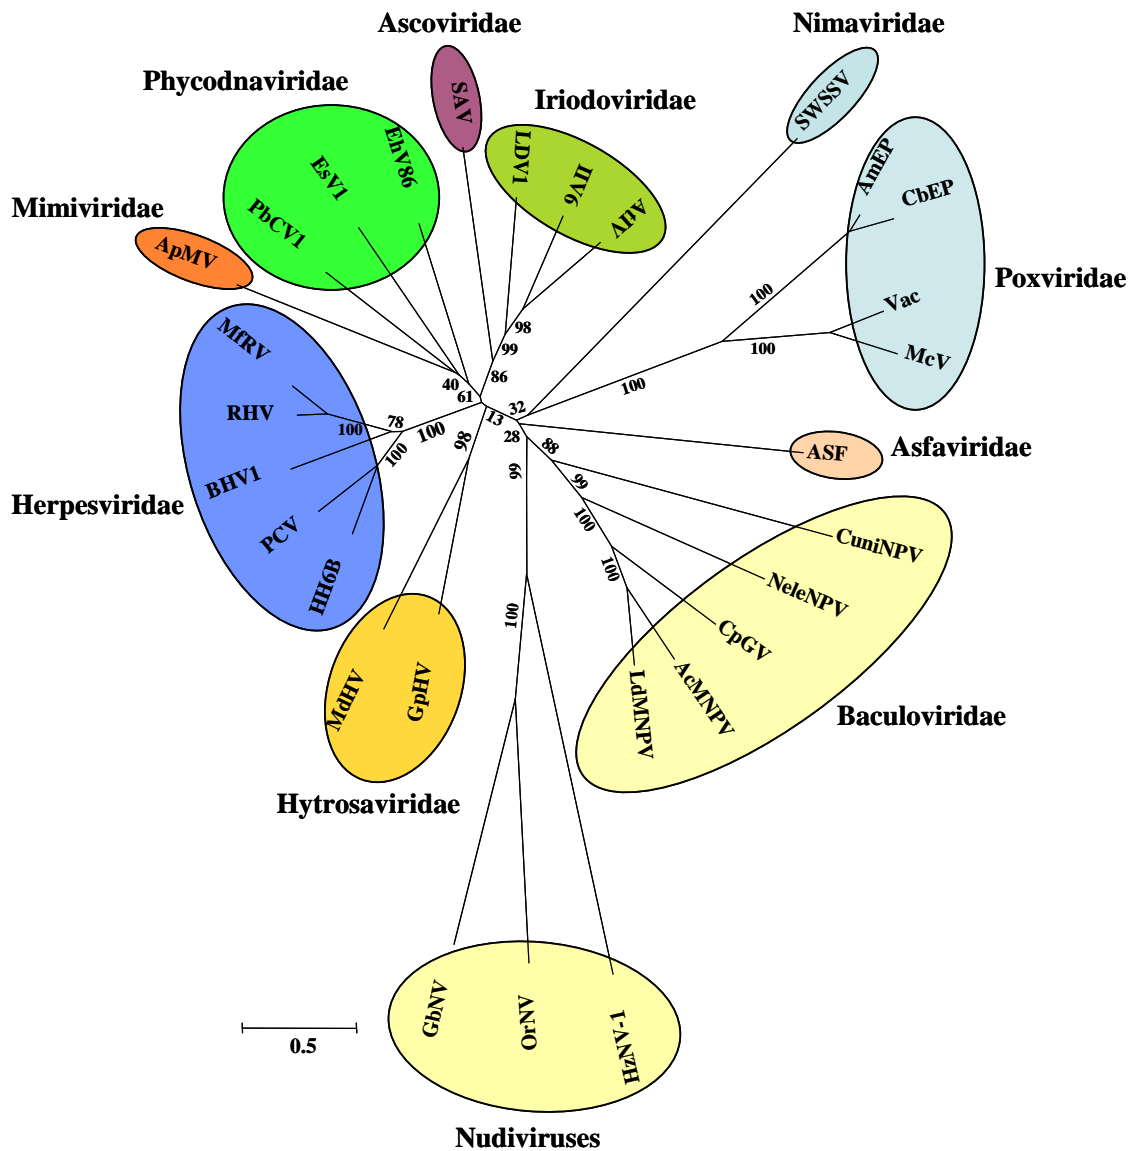 Ascoviridae
Nimaviridae
Phycodnaviridae
SAV
Iriodoviridae
SWSSV
EhV86
EsV1
PbCV1
LDV1
IIV6
AtIV
AmEP
CbEP
Mimiviridae
ApMV
Poxviridae
Vac
McV
100
100
100
98
99
86
40
61
32
13
28
MfRV
RHV
BHV1
PCV
HH6B
78
100
100
100
98
99
88
99
100
100
100
Herpesviridae
ASF
Asfaviridae
CuniNPV
NeleNPV
CpGV
AcMNPV
LdMNPV
Baculoviridae
MdHV
GpHV
Hytrosaviridae
GbNV
OrNV
HzNV-1
0.5
Nudiviruses